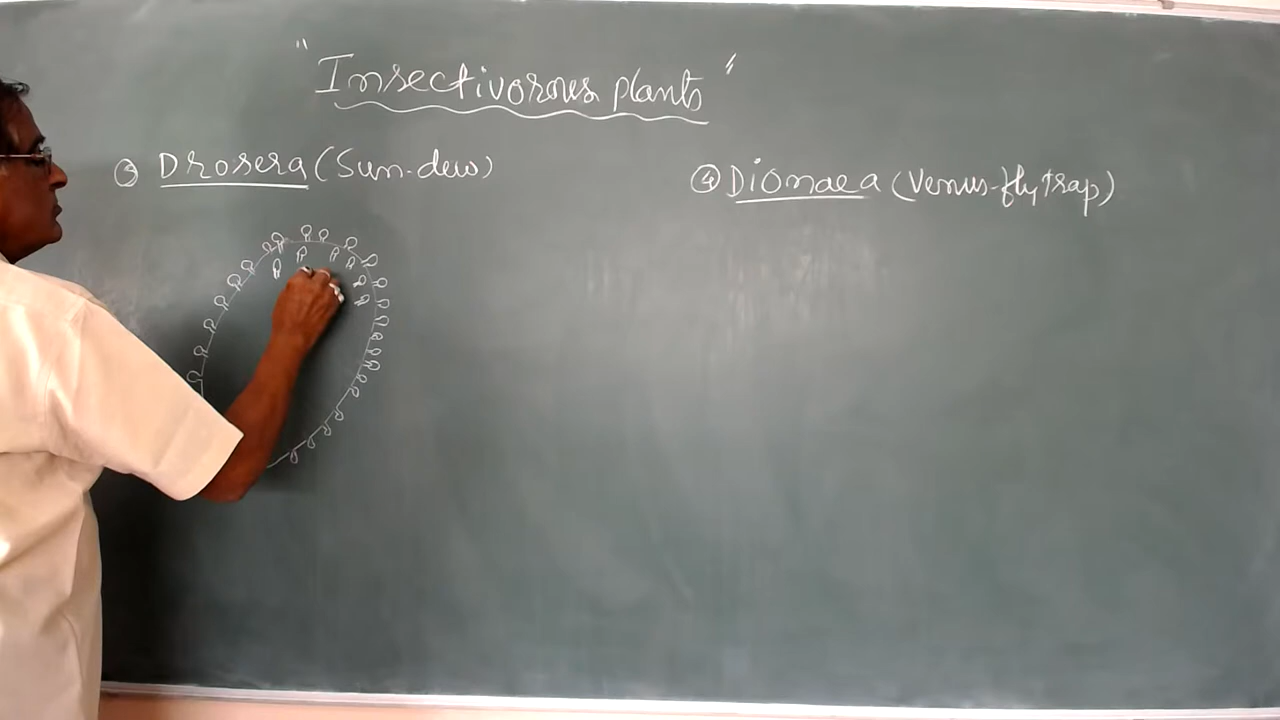 "Insectivorous plants"
③ Drosera (Sun-dew)
④ Dionaea (Venus-fly trap)